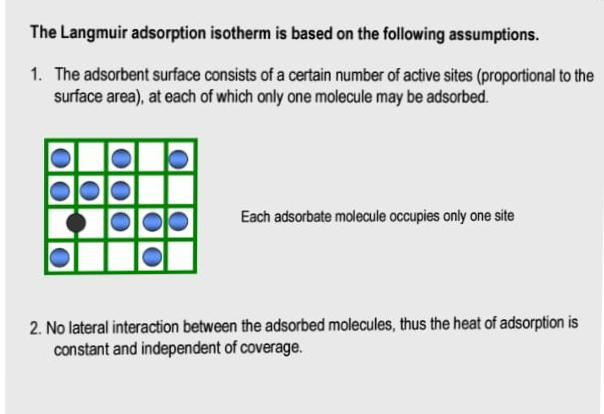 The Langmuir adsorption isotherm is based on the following assumptions.
1. The adsorbent surface consists of a certain number of active sites (proportional to the
surface area), at each of which only one molecule may be adsorbed.
Each adsorbate molecule occupies only one site
2. No lateral interaction between the adsorbed molecules, thus the heat of adsorption is
constant and independent of coverage.